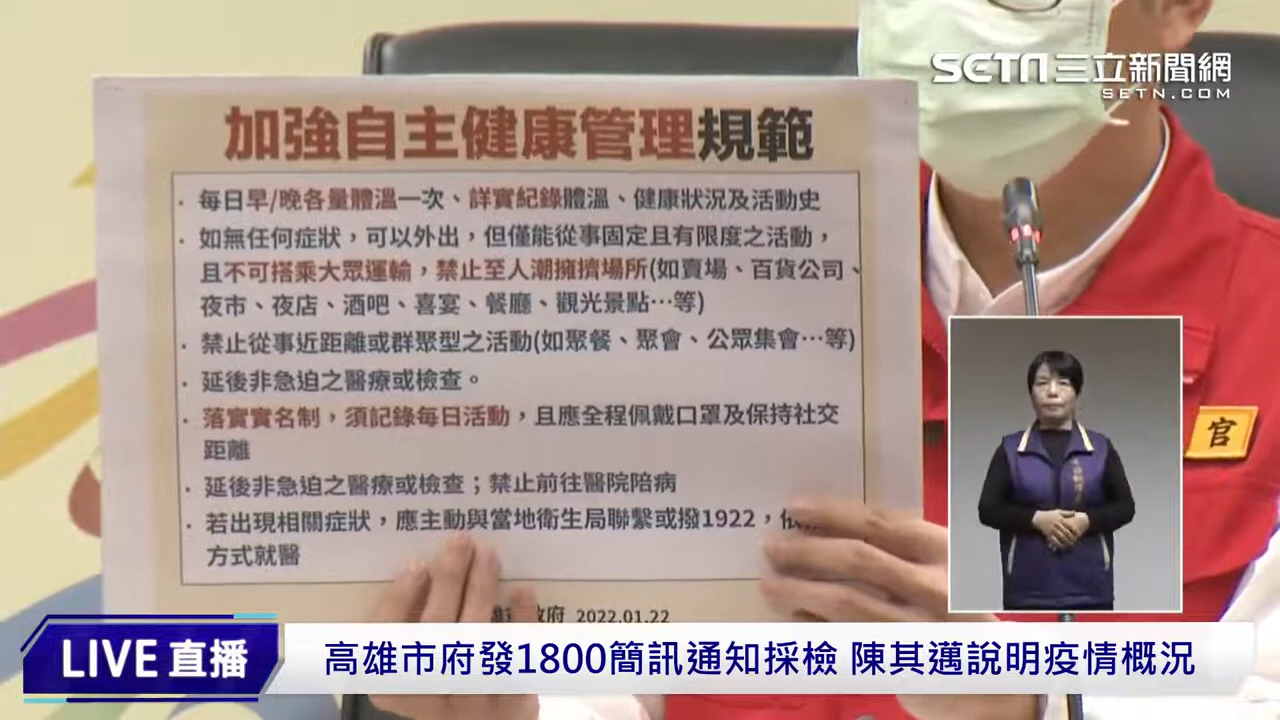 SETN三立新聞網
SETN.COM
加強自主健康管理規範
· 每日早/晚各量體溫一次、詳實紀錄體溫、健康狀況及活動史
· 如無任何症狀，可以外出，但僅能從事固定且有限度之活動，
且不可搭乘大眾運輸，禁止至人潮擁擠場所(如賣場、百貨公司、
夜市、夜店、酒吧、喜宴、餐廳、觀光景點…等)
· 禁止從事近距離或群聚型之活動(如聚餐、聚會、公眾集會…等)
· 延後非急迫之醫療或檢查。
· 落實實名制，須記錄每日活動，且應全程佩戴口罩及保持社交
距離
· 延後非急迫之醫療或檢查；禁止前往醫院陪病
· 若出現相關症狀，應主動與當地衛生局聯繫或撥1922，依
方式就醫
政府 2022.01.22
官
LIVE 直播
高雄市府發1800簡訊通知採檢 陳其邁說明疫情概況